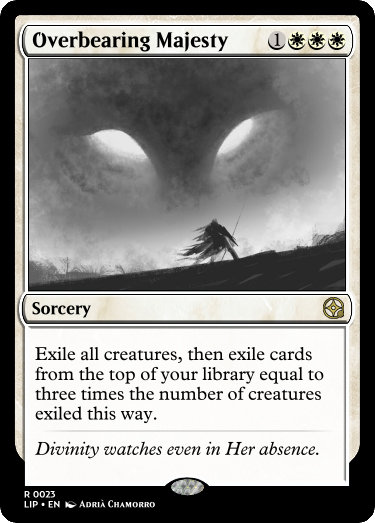 Overbearing Majesty 1
Sorcery
Exile all creatures, then exile cards
from the top of your library equal to
three times the number of creatures
exiled this way.
Divinity watches even in Her absence.
R 0023
LIP • EN Adrià Chamorro